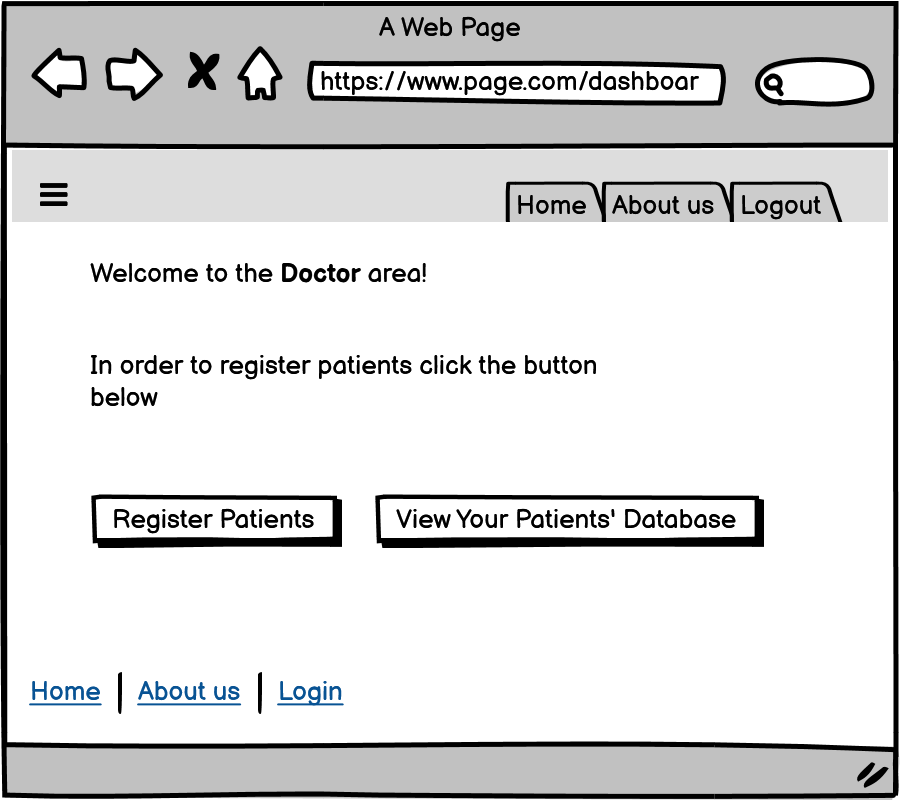 A Web Page
https://www.page.com/dashboar
Home About us Logout
Welcome to the Doctor area!
In order to register patients click the button
below
Register Patients View Your Patients' Database
Home About us Login